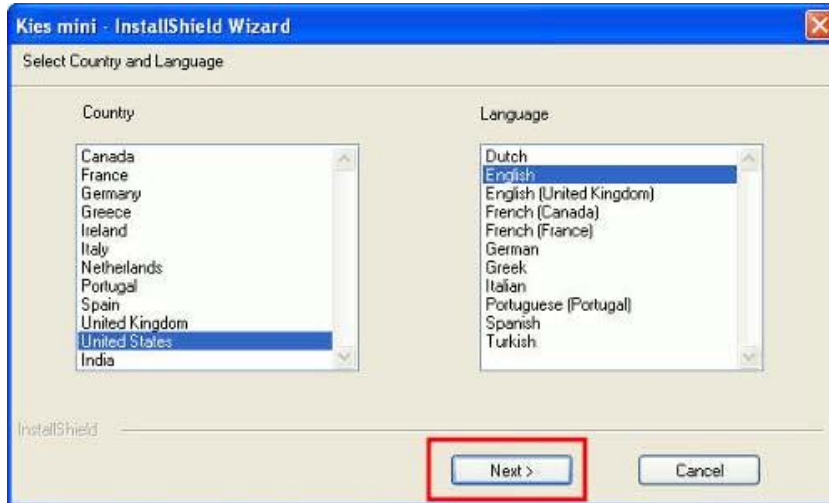 Kies mini - InstallShield Wizard
Select Country and Language
Country
Canada
France
Germany
Greece
Ireland
Italy
Netherlands
Portugal
Spain
United Kingdom
United States
India
Language
Dutch
English
English (United Kingdom)
French (Canada)
French (France)
German
Greek
Italian
Portuguese (Portugal)
Spanish
Turkish
InstallShield
Next >
Cancel